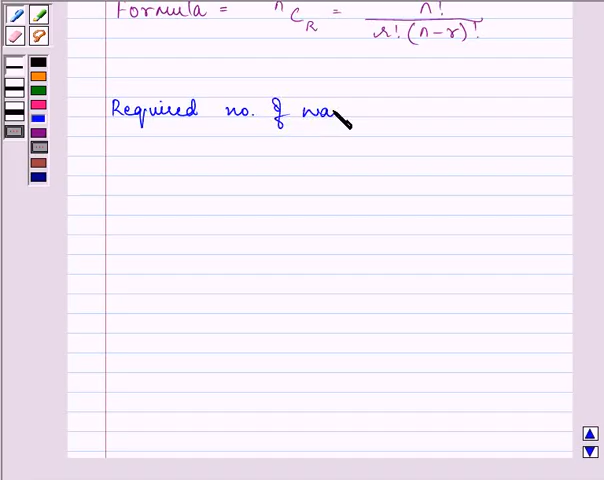 Formula = ⁿC_R = n! / r!(n-r)!
Required no. of wa